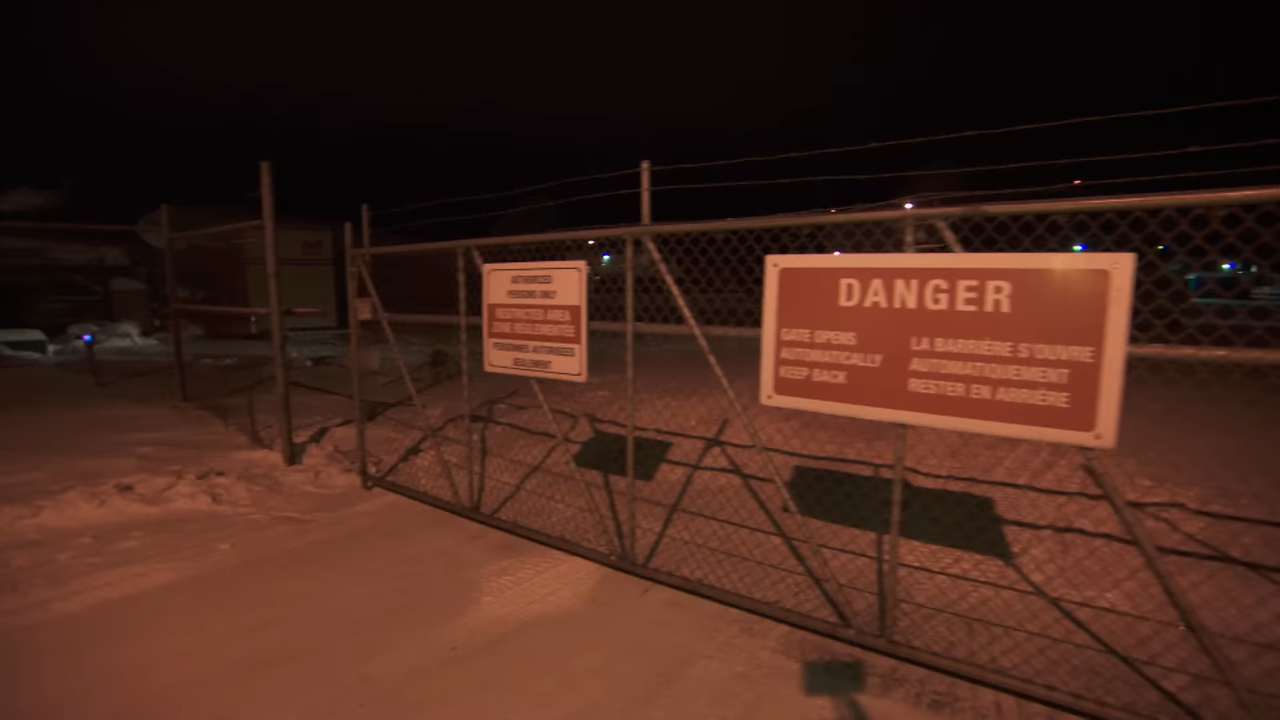 AUTHORIZED
PERSONS ONLY
RESTRICTED AREA
ZONE RÉGLEMENTÉE
PERSONNES AUTORISÉES
SEULEMENT
DANGER
GATE OPENS
AUTOMATICALLY
KEEP BACK
LA BARRIÈRE S'OUVRE
AUTOMATIQUEMENT
RESTER EN ARRIÈRE